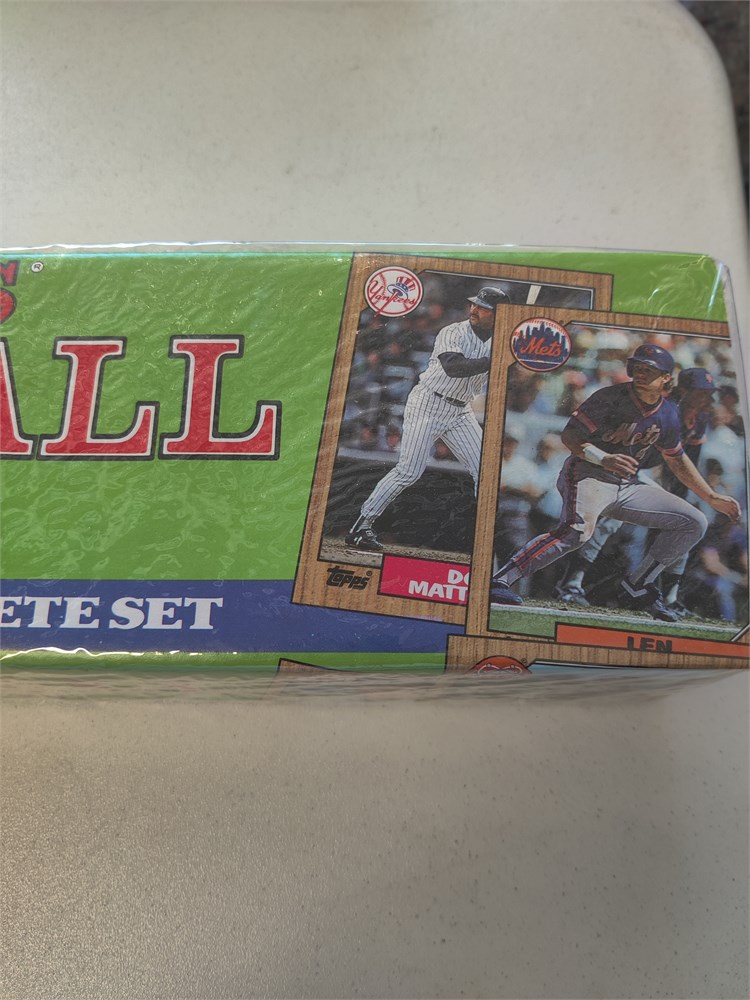 ®
ALL
ETE SET
Yankees
topps
DO
MATT
Mets
Mets
LEN